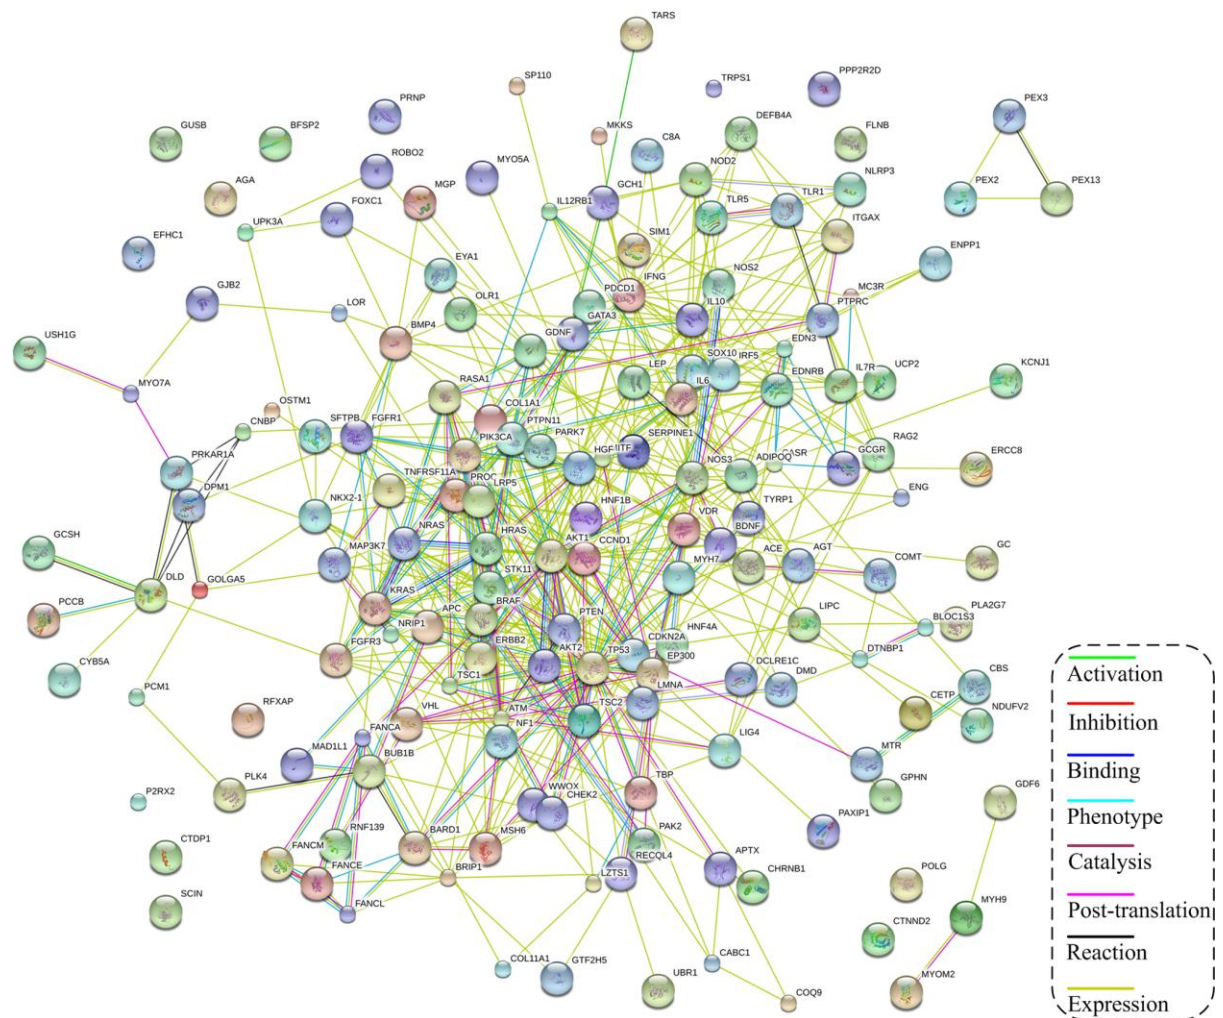 TARS
SP110
TRPS1
PPP2R2D
PEX3
PRNP
DEFB4A
GUSB
BFSP2
MKKS
C8A
FLNB
ROBO2
MYO5A
NOD2
NLRP3
AGA
MGP
GCH1
TLR1
PEX2
PEX13
FOXC1
IL12RB1
TLR5
UPK3A
ITGAX
EFHC1
SIM1
ENPP1
EYA1
IFNG
NOS2
GJB2
PDCD1
MC3R
OLR1
IL10
PTPRC
LOR
GATA3
USH1G
BMP4
GDNF
EDN3
SOX10
IRF5
MYO7A
RASA1
LEP
IL6
EDNRB
IL7R
UCP2
KCNJ1
OSTM1
COL1A1
CNBP
SFTPB
FGFR1
PTPN11
PARK7
SERPINE1
RAG2
PIK3CA
HGF
MITF
NOS3
ADIPOQ
CASR
GCGR
ERCC8
PRKAR1A
TNFRSF11A
PROC
LRP5
DPM1
NKX2-1
HNF1B
TYRP1
ENG
NRAS
HRAS
VDR
BDNF
GCSH
MAP3K7
AKT1
CCND1
ACE
AGT
COMT
GC
MYH7
DLD
GOLGA5
KRAS
STK11
PCCB
APC
BRAF
PTEN
LIPC
PLA2G7
NRIP1
BLOC1S3
CYB5A
FGFR3
ERBB2
AKT2
TP53
CDKN2A
HNF4A
EP300
DTNBP1
TSC1
LMNA
DCLRE1C
DMD
CBS
PCM1
RFXAP
VHL
ATM
TSC2
CETP
NDUFV2
FANCA
NF1
MAD1L1
BUB1B
LIG4
MTR
PLK4
TBP
GPHN
P2RX2
WWOX
CHEK2
GDF6
CTDP1
RNF139
BARD1
MSH6
PAK2
PAXIP1
FANCM
FANCE
BRIP1
RECQL4
APTX
LZTS1
CHRNB1
POLG
SCIN
FANCL
MYH9
CTNND2
COL11A1
GTF2H5
CABC1
UBR1
COQ9
MYOM2
Activation
Inhibition
Binding
Phenotype
Catalysis
Post-translation
Reaction
Expression